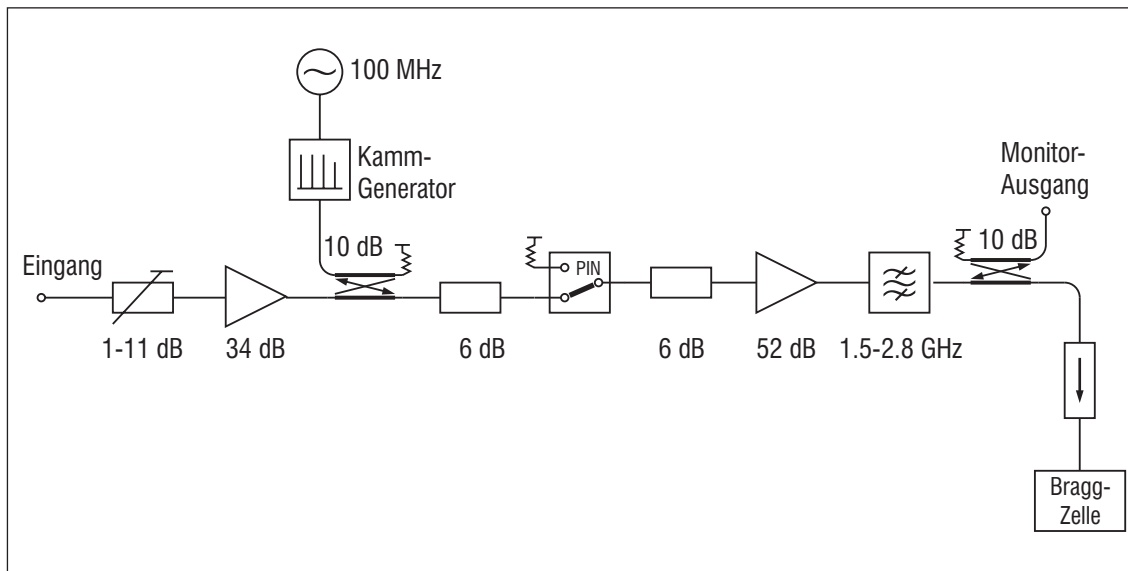 100 MHz
Kamm-
Generator
Monitor-
Ausgang
10 dB
10 dB
Eingang
PIN
1-11 dB
34 dB
6 dB
6 dB
52 dB
1.5-2.8 GHz
Bragg-
Zelle